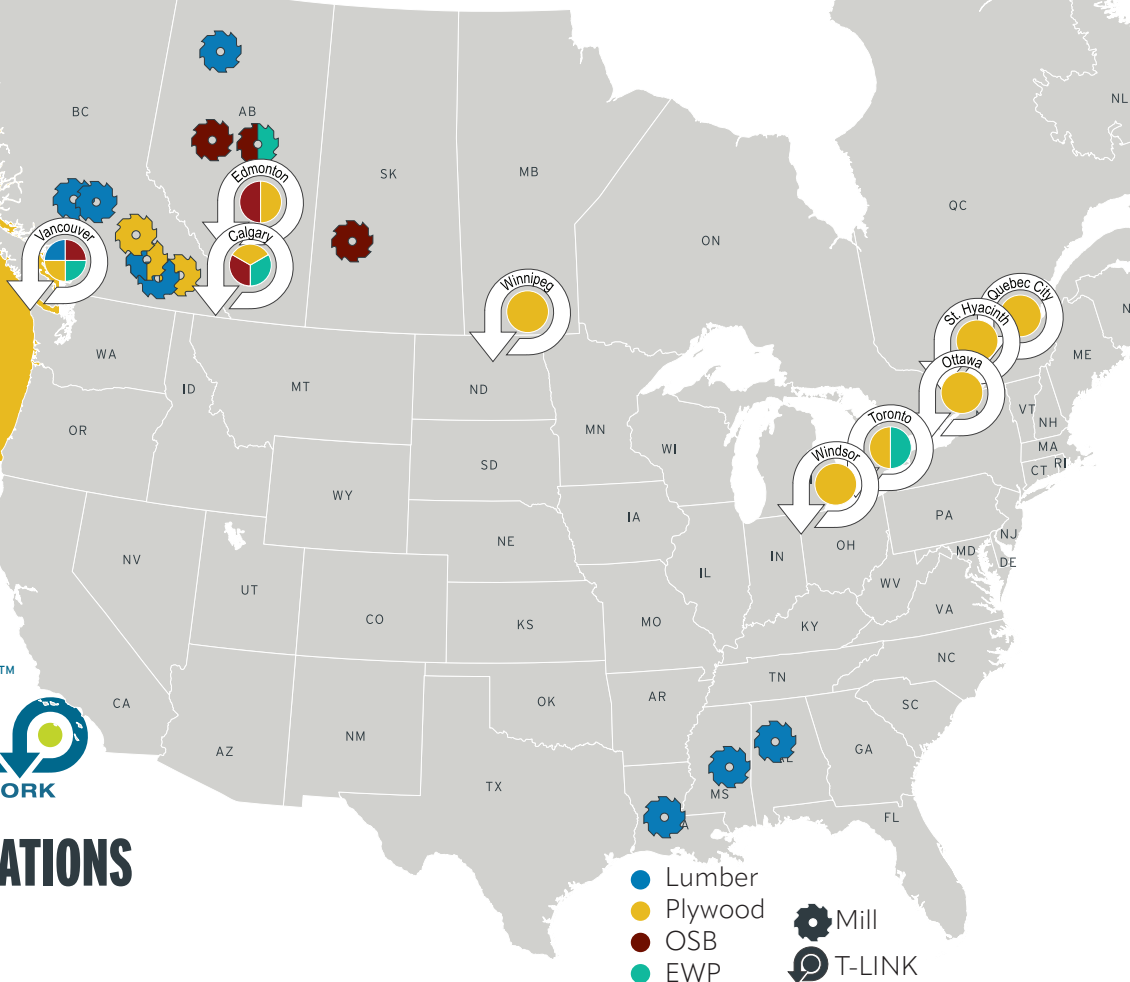 NL
BC
AB
SK
MB
QC
ON
Edmonton
Vancouver
Calgary
Winnipeg
Quebec City
St. Hyacinth
Ottawa
Toronto
Windsor
N
WA
ID
MT
ND
MN
ME
VT
NH
MA
CT RI
OR
SD
WI
WY
IA
PA
NJ
NV
NE
IL
IN
OH
MD
DE
UT
WV
CO
KS
MO
KY
VA
TM
CA
OK
AR
TN
NC
SC
AZ
NM
GA
TX
MS
FL
ORK
ATIONS
Lumber
Plywood
OSB
EWP
Mill
T-LINK